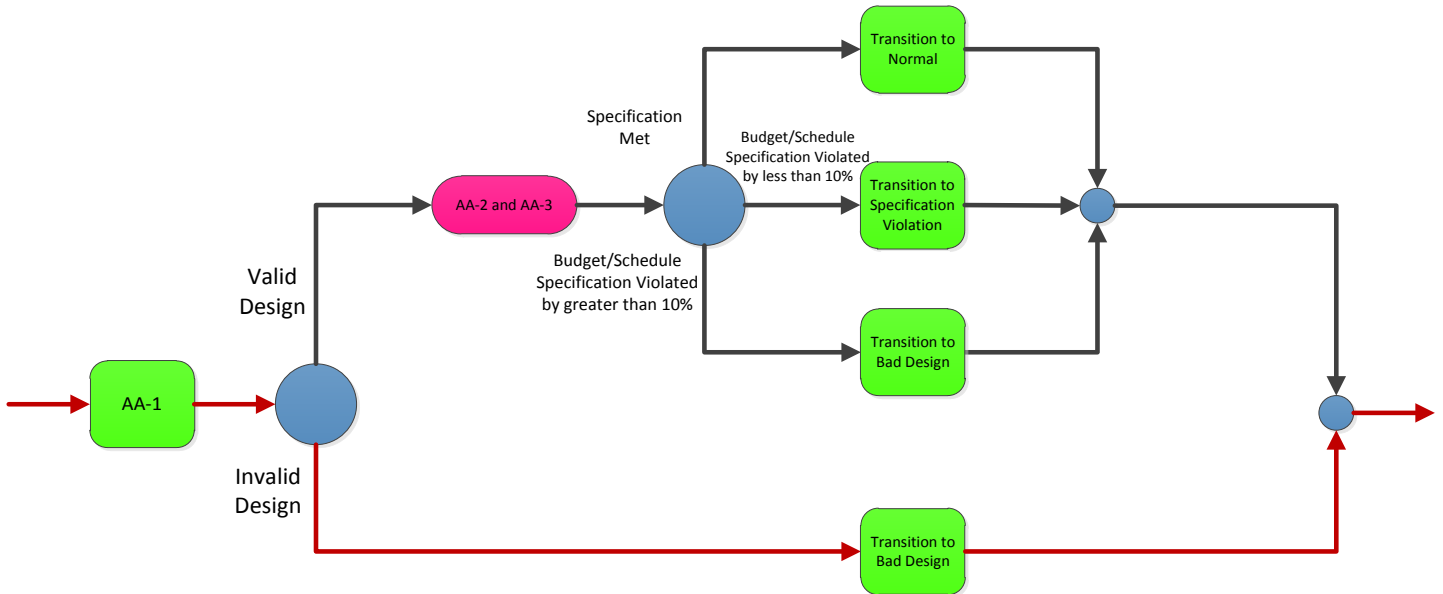 Transition to
Normal
Specification
Met
Budget/Schedule
Specification Violated
by less than 10%
AA-2 and AA-3
Transition to
Specification
Violation
Budget/Schedule
Specification Violated
by greater than 10%
Valid
Design
Transition to
Bad Design
AA-1
Invalid
Design
Transition to
Bad Design